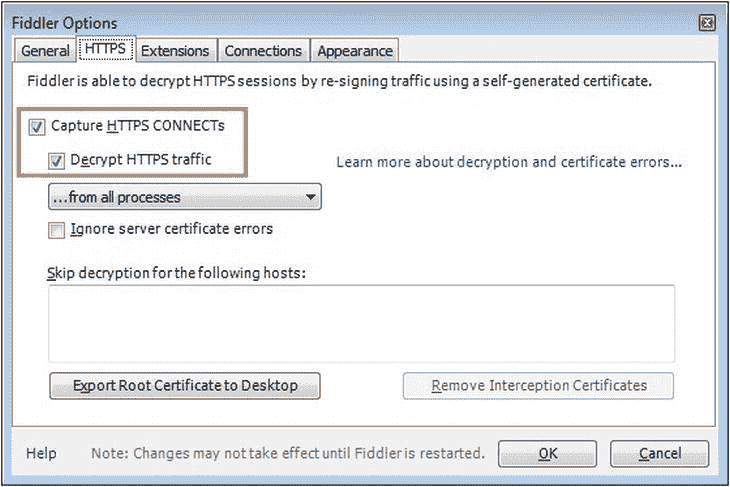 Fiddler Options
General HTTPS Extensions Connections Appearance
Fiddler is able to decrypt HTTPS sessions by re-signing traffic using a self-generated certificate.
Capture HTTPS CONNECTs
Decrypt HTTPS traffic
Learn more about decryption and certificate errors...
...from all processes
Ignore server certificate errors
Skip decryption for the following hosts:
Export Root Certificate to Desktop Remove Interception Certificates
Help Note: Changes may not take effect until Fiddler is restarted. OK Cancel